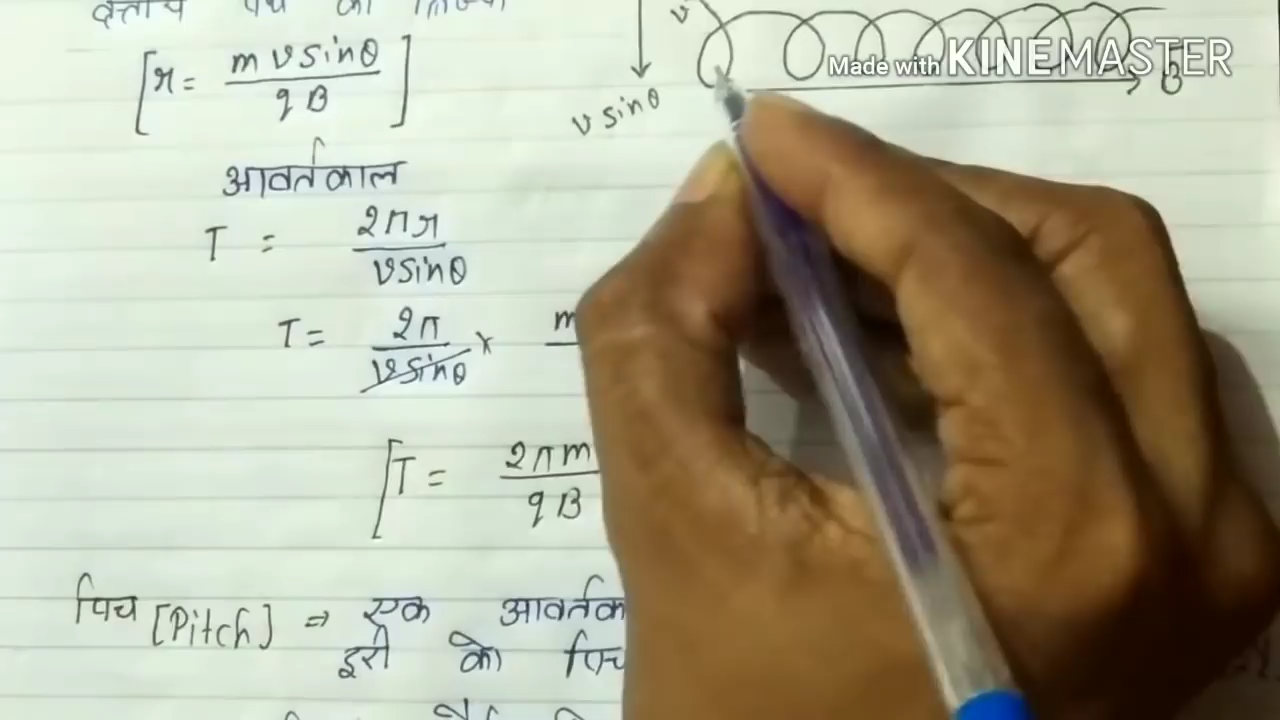 पथ
v
[r = mv sinθ / qB]
Made with KINEMASTER
B
v sinθ
आवर्तकाल
T = 2πr / v sinθ
T = 2π / v sinθ × m
[T = 2πm / qB
पिच [Pitch] ⇒ एक आवर्तक
को